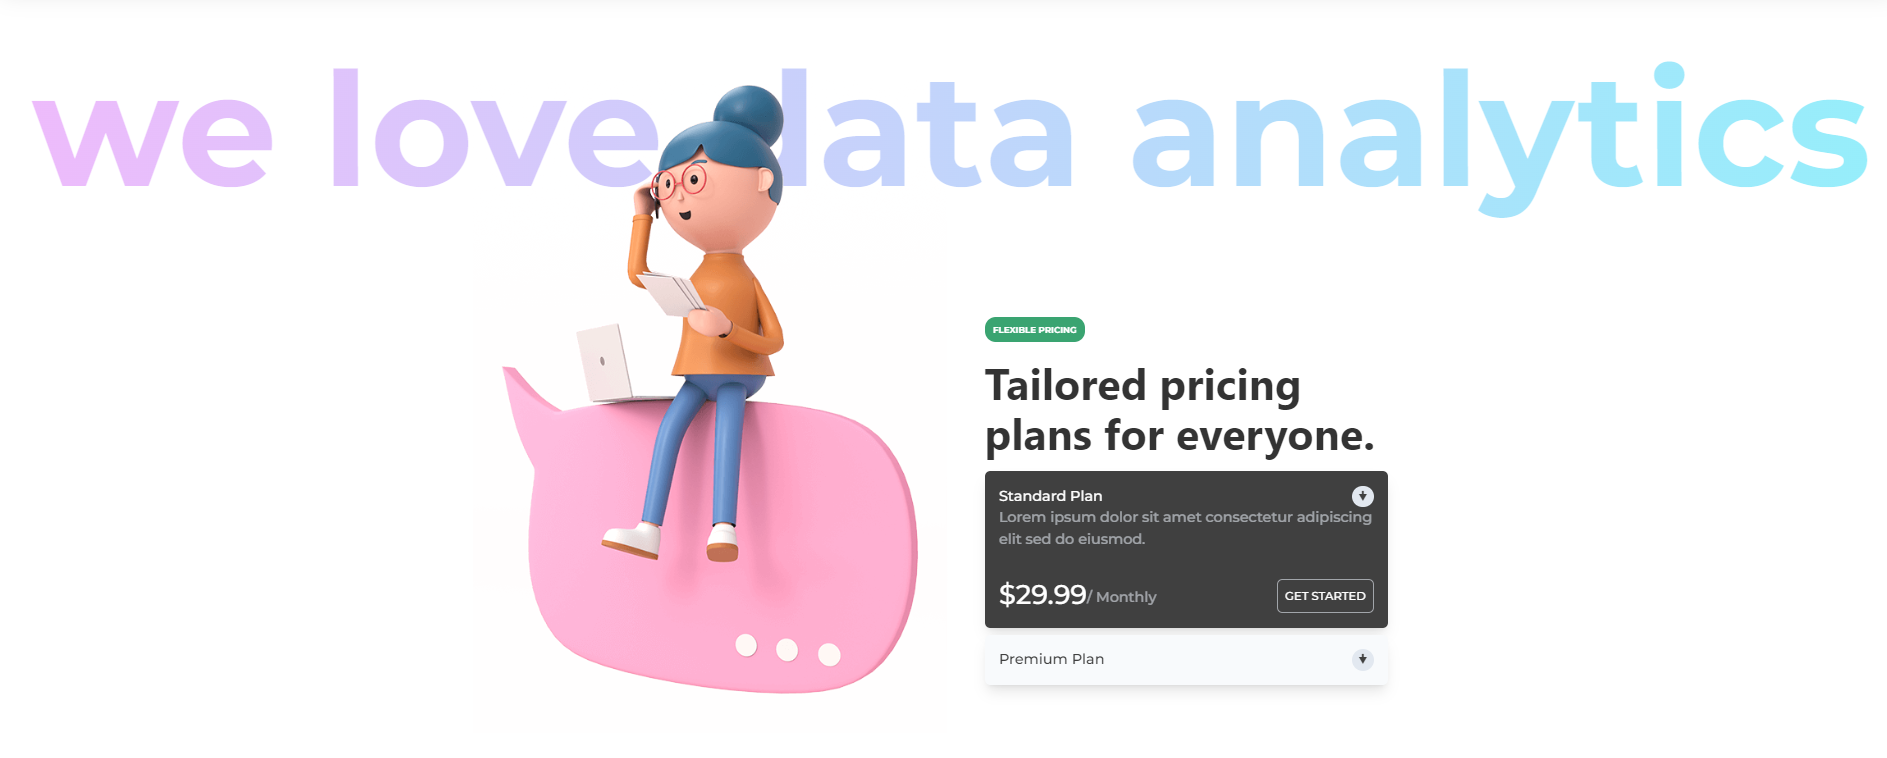 we love data analytics
FLEXIBLE PRICING
Tailored pricing
plans for everyone.
Standard Plan
Lorem ipsum dolor sit amet consectetur adipiscing
elit sed do eiusmod.
$29.99/ Monthly
GET STARTED
Premium Plan